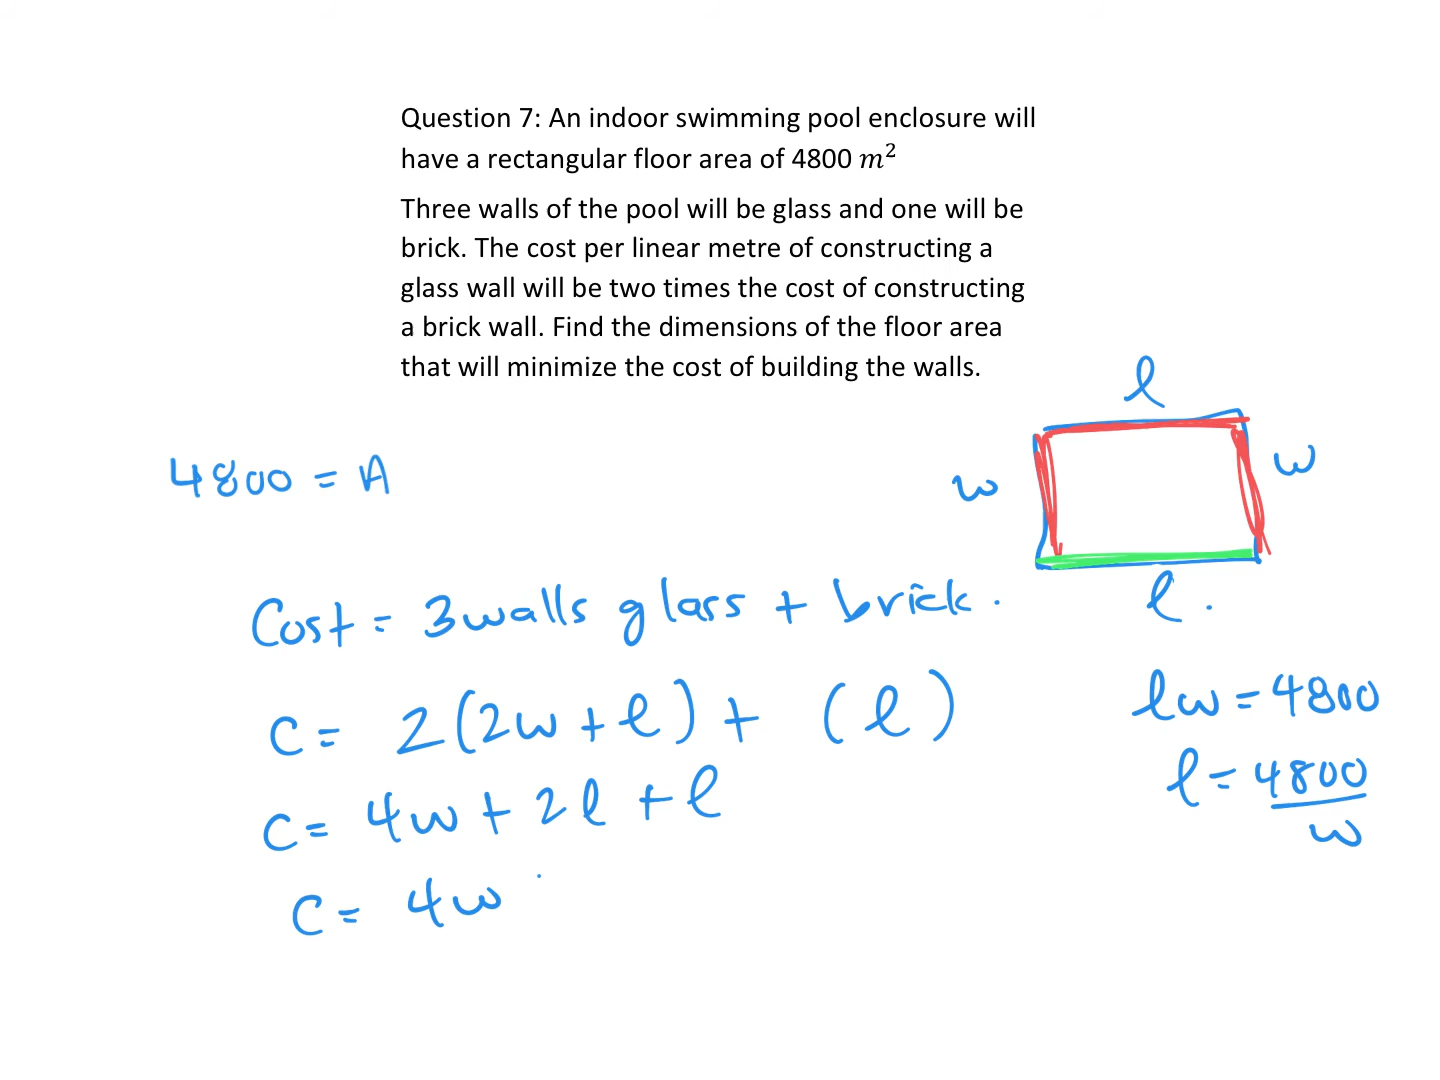 Question 7: An indoor swimming pool enclosure will
have a rectangular floor area of 4800 m²
Three walls of the pool will be glass and one will be
brick. The cost per linear metre of constructing a
glass wall will be two times the cost of constructing
a brick wall. Find the dimensions of the floor area
that will minimize the cost of building the walls.
l
w
w
l.
4800 = A
Cost = 3walls glass + brick.
C = 2(2w + l) + (l)
C = 4w + 2l + l
C = 4w
lw = 4800
l = 4800
w